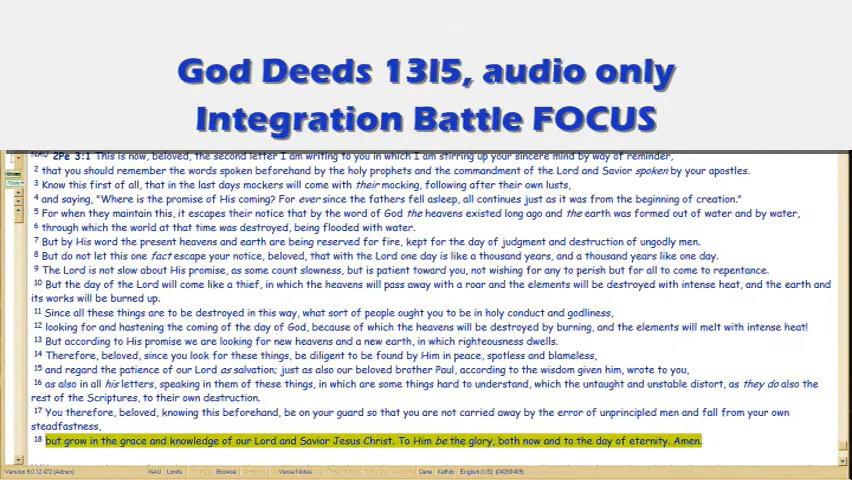 God Deeds 13I5, audio only
Integration Battle FOCUS
NAU 2Pe 3:1 This is now, beloved, the second letter I am writing to you in which I am stirring up your sincere mind by way of reminder,
2 that you should remember the words spoken beforehand by the holy prophets and the commandment of the Lord and Savior spoken by your apostles.
3 Know this first of all, that in the last days mockers will come with their mocking, following after their own lusts,
4 and saying, "Where is the promise of His coming? For ever since the fathers fell asleep, all continues just as it was from the beginning of creation."
5 For when they maintain this, it escapes their notice that by the word of God the heavens existed long ago and the earth was formed out of water and by water,
6 through which the world at that time was destroyed, being flooded with water.
7 But by His word the present heavens and earth are being reserved for fire, kept for the day of judgment and destruction of ungodly men.
8 But do not let this one fact escape your notice, beloved, that with the Lord one day is like a thousand years, and a thousand years like one day.
9 The Lord is not slow about His promise, as some count slowness, but is patient toward you, not wishing for any to perish but for all to come to repentance.
10 But the day of the Lord will come like a thief, in which the heavens will pass away with a roar and the elements will be destroyed with intense heat, and the earth and
its works will be burned up.
11 Since all these things are to be destroyed in this way, what sort of people ought you to be in holy conduct and godliness,
12 looking for and hastening the coming of the day of God, because of which the heavens will be destroyed by burning, and the elements will melt with intense heat!
13 But according to His promise we are looking for new heavens and a new earth, in which righteousness dwells.
14 Therefore, beloved, since you look for these things, be diligent to be found by Him in peace, spotless and blameless,
15 and regard the patience of our Lord as salvation; just as also our beloved brother Paul, according to the wisdom given him, wrote to you,
16 as also in all his letters, speaking in them of these things, in which are some things hard to understand, which the untaught and unstable distort, as they do also the
rest of the Scriptures, to their own destruction.
17 You therefore, beloved, knowing this beforehand, be on your guard so that you are not carried away by the error of unprincipled men and fall from your own
steadfastness,
18 but grow in the grace and knowledge of our Lord and Savior Jesus Christ. To Him be the glory, both now and to the day of eternity. Amen.
Version 9.0.12.472 (Admin) NAU Limits Browse Verse Notes Gene Kethib English (US) (04090409)